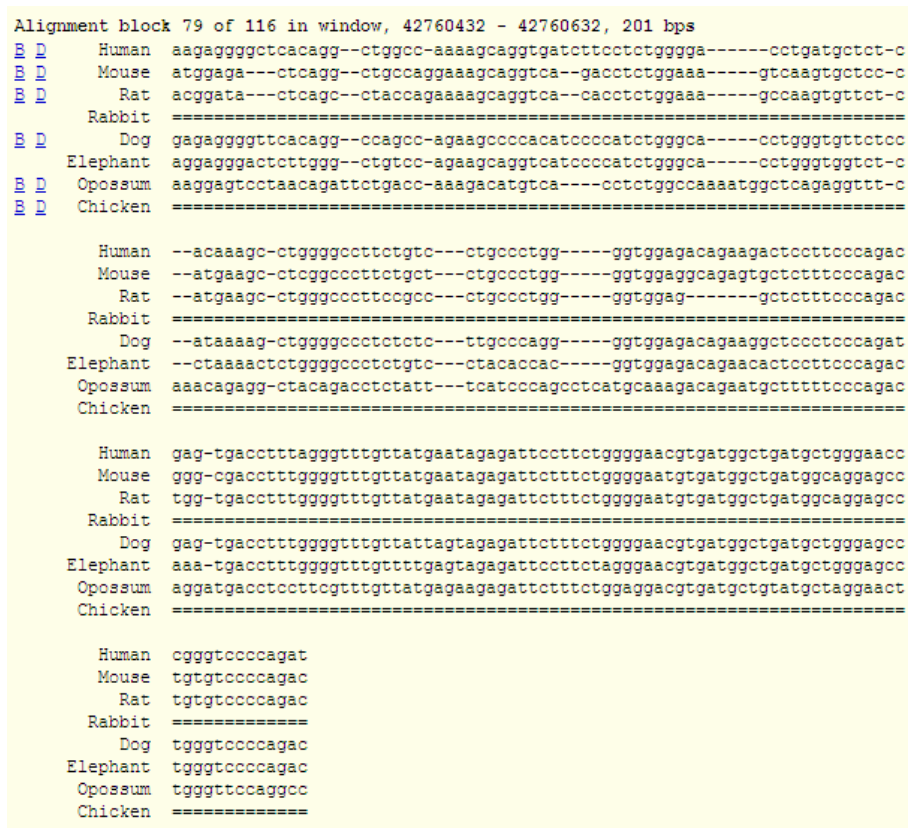 Alignment block 79 of 116 in window, 42760432 - 42760632, 201 bps
B D Human aagaggggctcacagg--ctggcc-aaaagcaggtgatcttcctctgggga------cctgatgctct-c
B D Mouse atggaga---ctcagg--ctgccaggaaagcaggtca--gacctctggaaa-----gtcaagtgctcc-c
B D Rat acggata---ctcagc--ctaccagaaaagcaggtca--cacctctggaaa-----gccaagtgttct-c
Rabbit ======================================================================
B D Dog gagaggggttcacagg--ccagcc-agaagccccacatccccatctgggca-----cctgggtgttctcc
Elephant aggagggactcttggg--ctgtcc-agaagcaggtcatccccatctgggca-----cctgggtggtct-c
B D Opossum aaggagtcctaacagattctgacc-aaagacatgtca----cctctggccaaaatggctcagaggttt-c
B D Chicken ======================================================================
Human --acaaagc-ctggggccttctgtc---ctgccctgg-----ggtggagacagaagactccttcccagac
Mouse --atgaagc-ctcggcccttctgct---ctgccctgg-----ggtggaggcagagtgctctttcccagac
Rat --atgaagc-ctgggcccttccgcc---ctgccctgg-----ggtggag-------gctctttcccagac
Rabbit ======================================================================
Dog --ataaaag-ctggggccctctctc---ttgcccagg-----ggtggagacagaaggctccctcccagat
Elephant --ctaaaactctggggccctctgtc---ctacaccac-----ggtggagacagaacactccttcccagac
Opossum aaacagagg-ctacagacctctatt---tcatcccagcctcatgcaaagacagaatgctttttcccagac
Chicken ======================================================================
Human gag-tgacctttagggtttgttatgaatagagattccttctggggaacgtgatggctgatgctgggaacc
Mouse ggg-cgacctttggggtttgttatgaatagagattctttctggggaatgtgatggctgatggcaggagcc
Rat tgg-tgacctttggggtttgttatgaatagagattctttctggggaatgtgatggctgatggcaggagcc
Rabbit ======================================================================
Dog gag-tgacctttggggtttgttattagtagagattctttctggggaacgtgatggctgatgctgggagcc
Elephant aaa-tgacctttggggtttgttttgagtagagattccttctagggaacgtgatggctgatgctgggagcc
Opossum aggatgacctccttcgtttgttatgagaagagattctttctggaggacgtgatgctgtatgctaggaact
Chicken ======================================================================
Human cgggtccccagat
Mouse tgtgtccccagac
Rat tgtgtccccagac
Rabbit =============
Dog tgggtccccagac
Elephant tgggtccccagac
Opossum tgggttccaggcc
Chicken =============